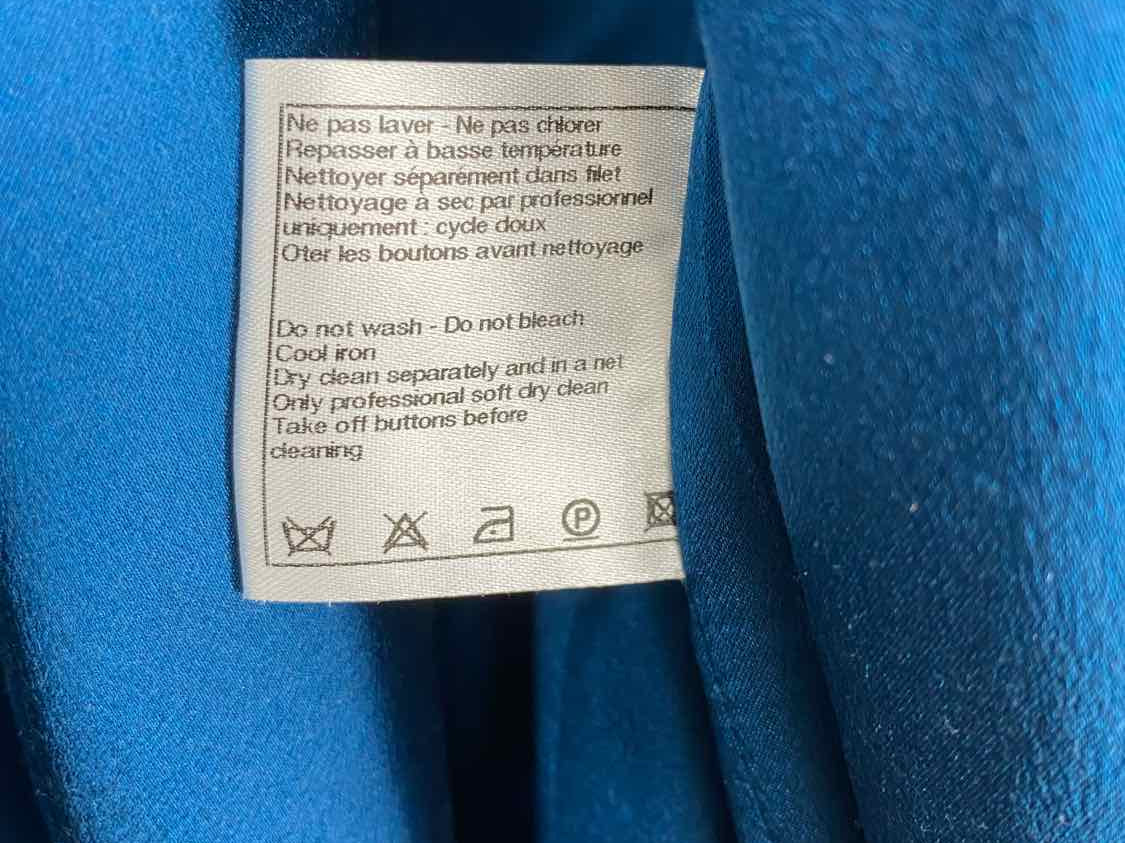 Ne pas laver - Ne pas chlorer
Repasser à basse température
Nettoyer séparément dans filet
Nettoyage à sec par professionnel
uniquement : cycle doux
Oter les boutons avant nettoyage
Do not wash - Do not bleach
Cool iron
Dry clean separately and in a net
Only professional soft dry clean
Take off buttons before
cleaning
P